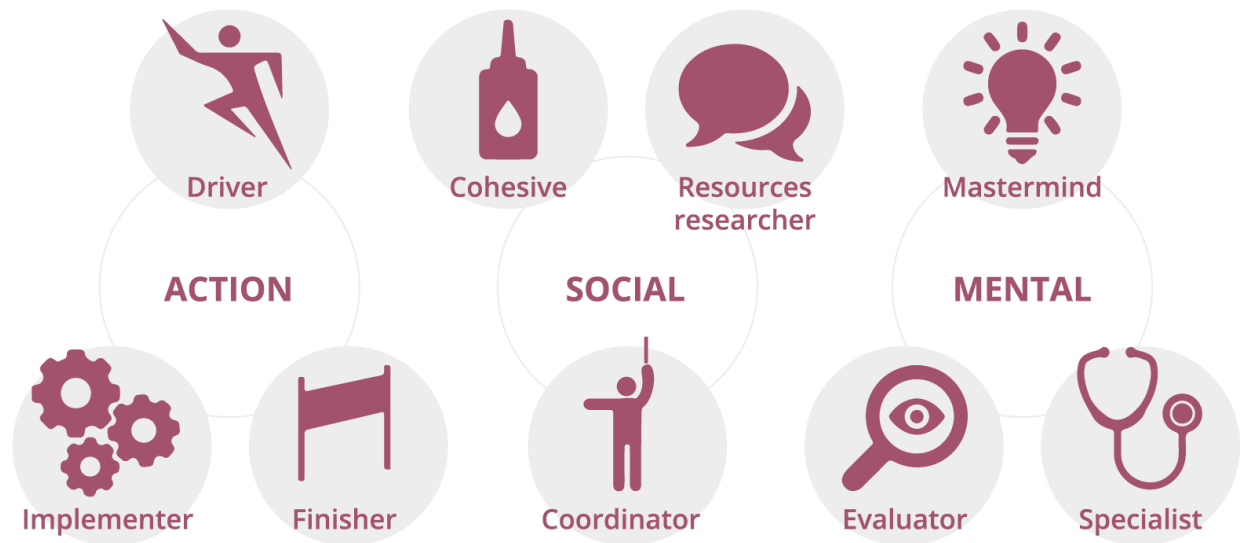 Driver
Cohesive
Resources
researcher
Mastermind
ACTION
SOCIAL
MENTAL
Implementer
Finisher
Coordinator
Evaluator
Specialist